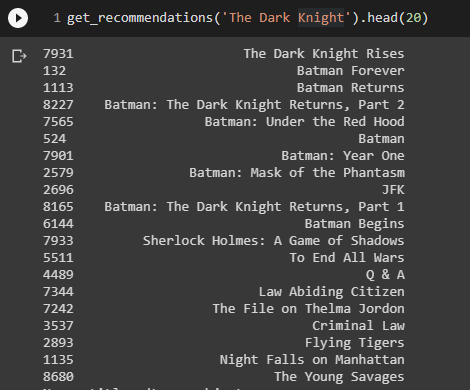 1 get_recommendations('The Dark Knight').head(20)
7931 The Dark Knight Rises
132 Batman Forever
1113 Batman Returns
8227 Batman: The Dark Knight Returns, Part 2
7565 Batman: Under the Red Hood
524 Batman
7901 Batman: Year One
2579 Batman: Mask of the Phantasm
2696 JFK
8165 Batman: The Dark Knight Returns, Part 1
6144 Batman Begins
7933 Sherlock Holmes: A Game of Shadows
5511 To End All Wars
4489 Q & A
7344 Law Abiding Citizen
7242 The File on Thelma Jordon
3537 Criminal Law
2893 Flying Tigers
1135 Night Falls on Manhattan
8680 The Young Savages